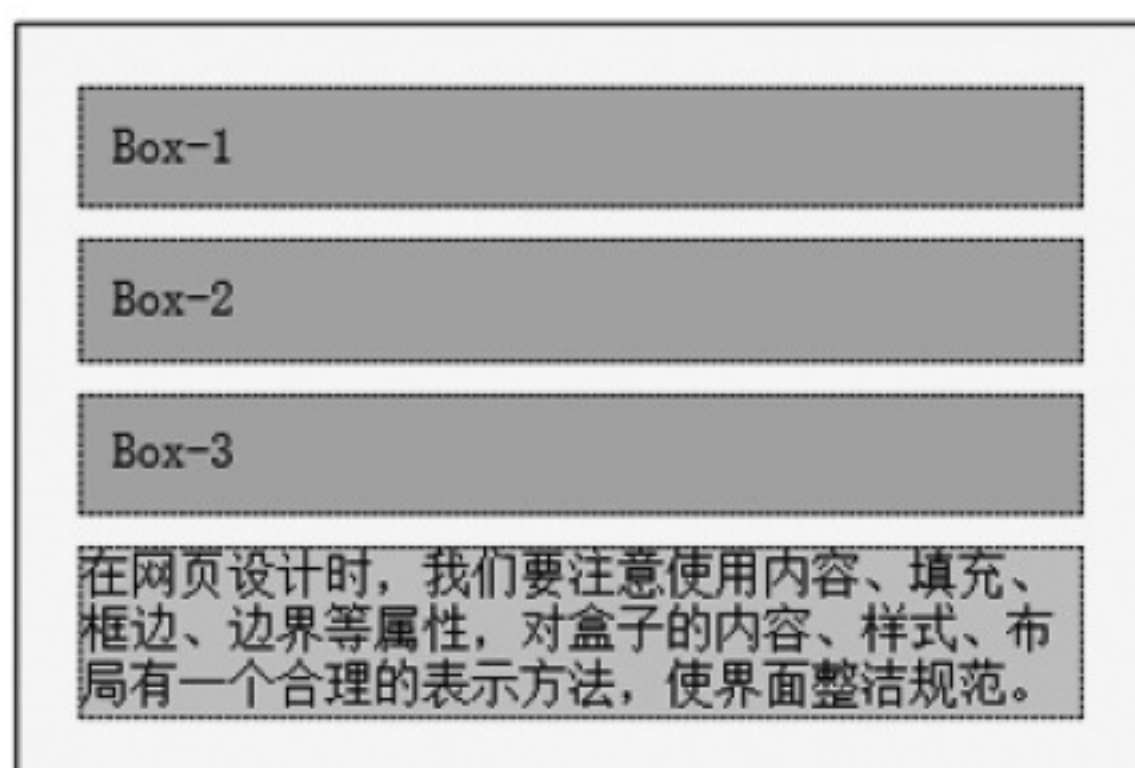 Box-1
Box-2
Box-3
在网页设计时，我们要注意使用内容、填充、
框边、边界等属性，对盒子的内容、样式、布
局有一个合理的表示方法，使界面整洁规范。